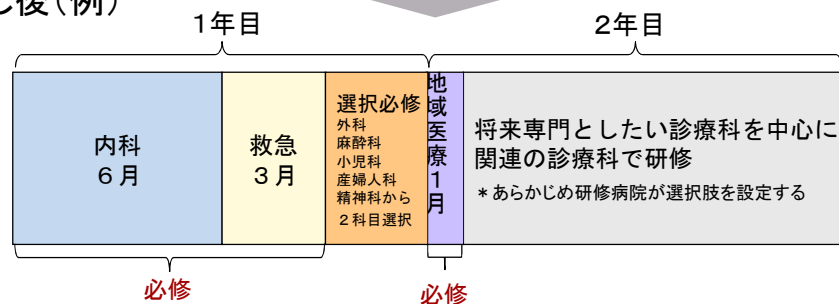 し後（例）
1年目
2年目
内科
６月
救急
３月
選択必修
外科
麻酔科
小児科
産婦人科
精神科から
２科目選択
地域医療１月
将来専門としたい診療科を中心に
関連の診療科で研修
＊あらかじめ研修病院が選択肢を設定する
必修
必修